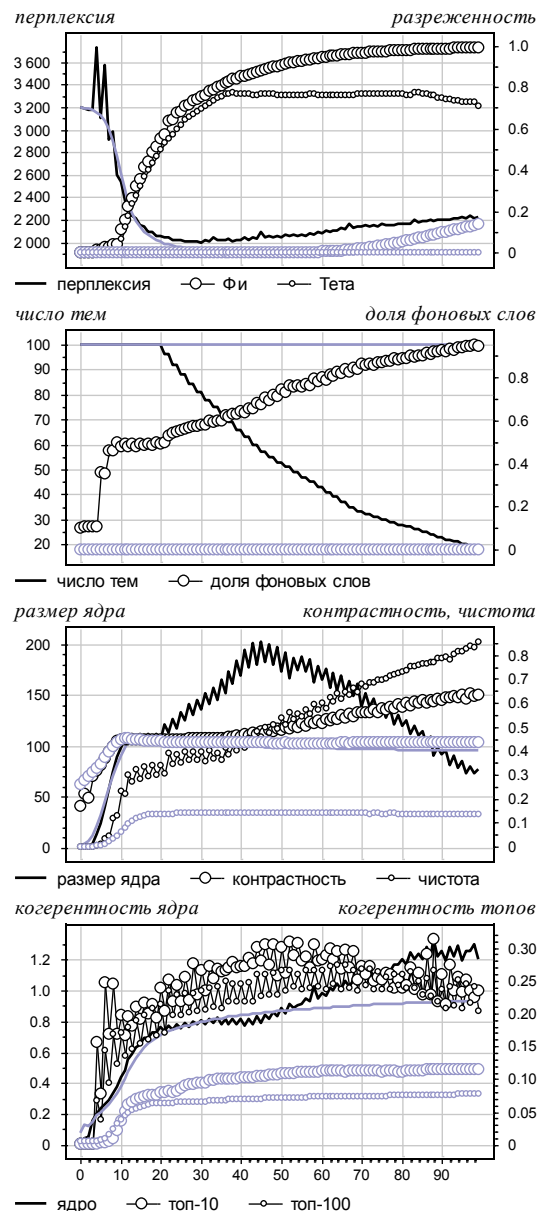 перплексия разреженность
3 600 1.0
3 400 0.8
3 200
3 000 0.6
2 800
2 600 0.4
2 400
2 200 0.2
2 000 0
перплексия Фи Тета
число тем доля фоновых слов
100
90 0.8
80
70 0.6
60
50 0.4
40
30 0.2
20 0
число тем доля фоновых слов
размер ядра контрастность, чистота
200 0.8
0.7
150 0.6
0.5
100 0.4
0.3
50 0.2
0.1
0 0
размер ядра контрастность чистота
когерентность ядра когерентность топов
1.2 0.30
1.0 0.25
0.8 0.20
0.6 0.15
0.4 0.10
0.2 0.05
0 0
0 10 20 30 40 50 60 70 80 90
ядро топ-10 топ-100